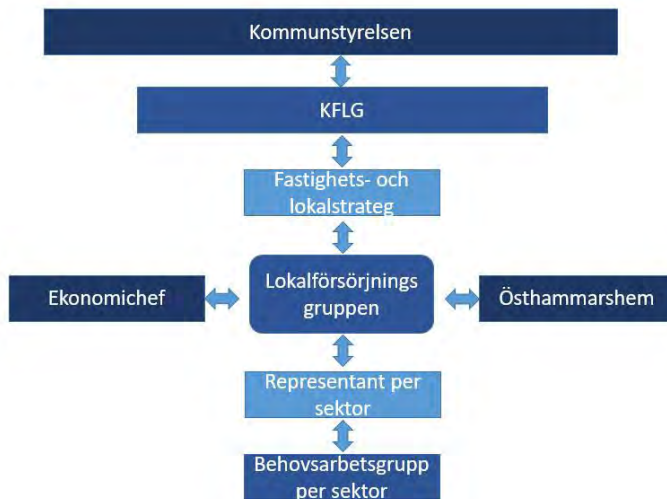 Kommunstyrelsen
KFLG
Fastighets- och
lokalstrateg
Ekonomichef
Lokalförsörjnings
gruppen
Östhammarshem
Representant per
sektor
Behovsarbetsgrupp
per sektor